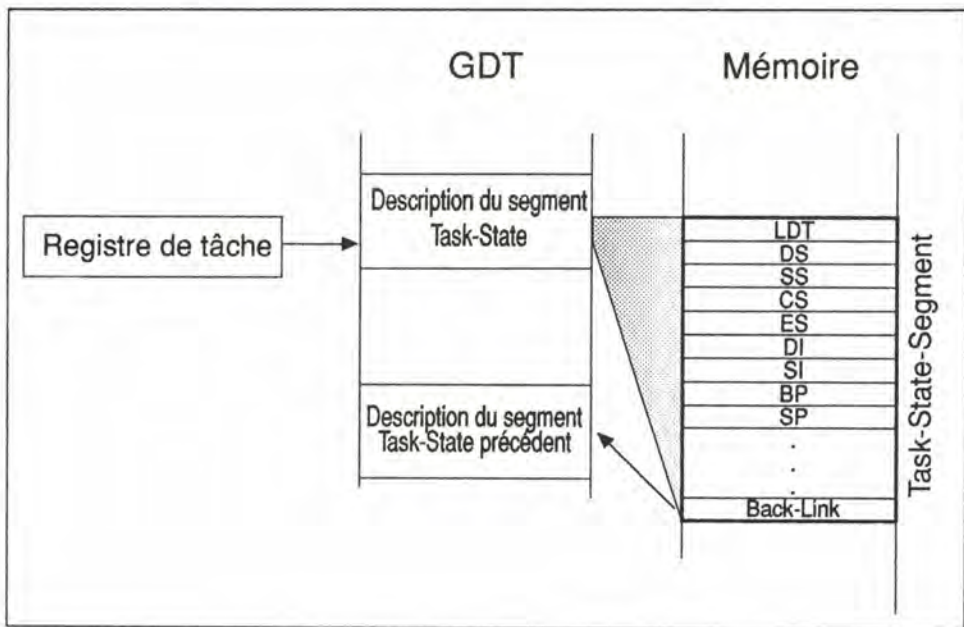 GDT
Mémoire
Registre de tâche
Description du segment
Task-State
Description du segment
Task-State précédent
LDT
DS
SS
CS
ES
DI
SI
BP
SP
.
.
.
Back-Link
Task-State-Segment